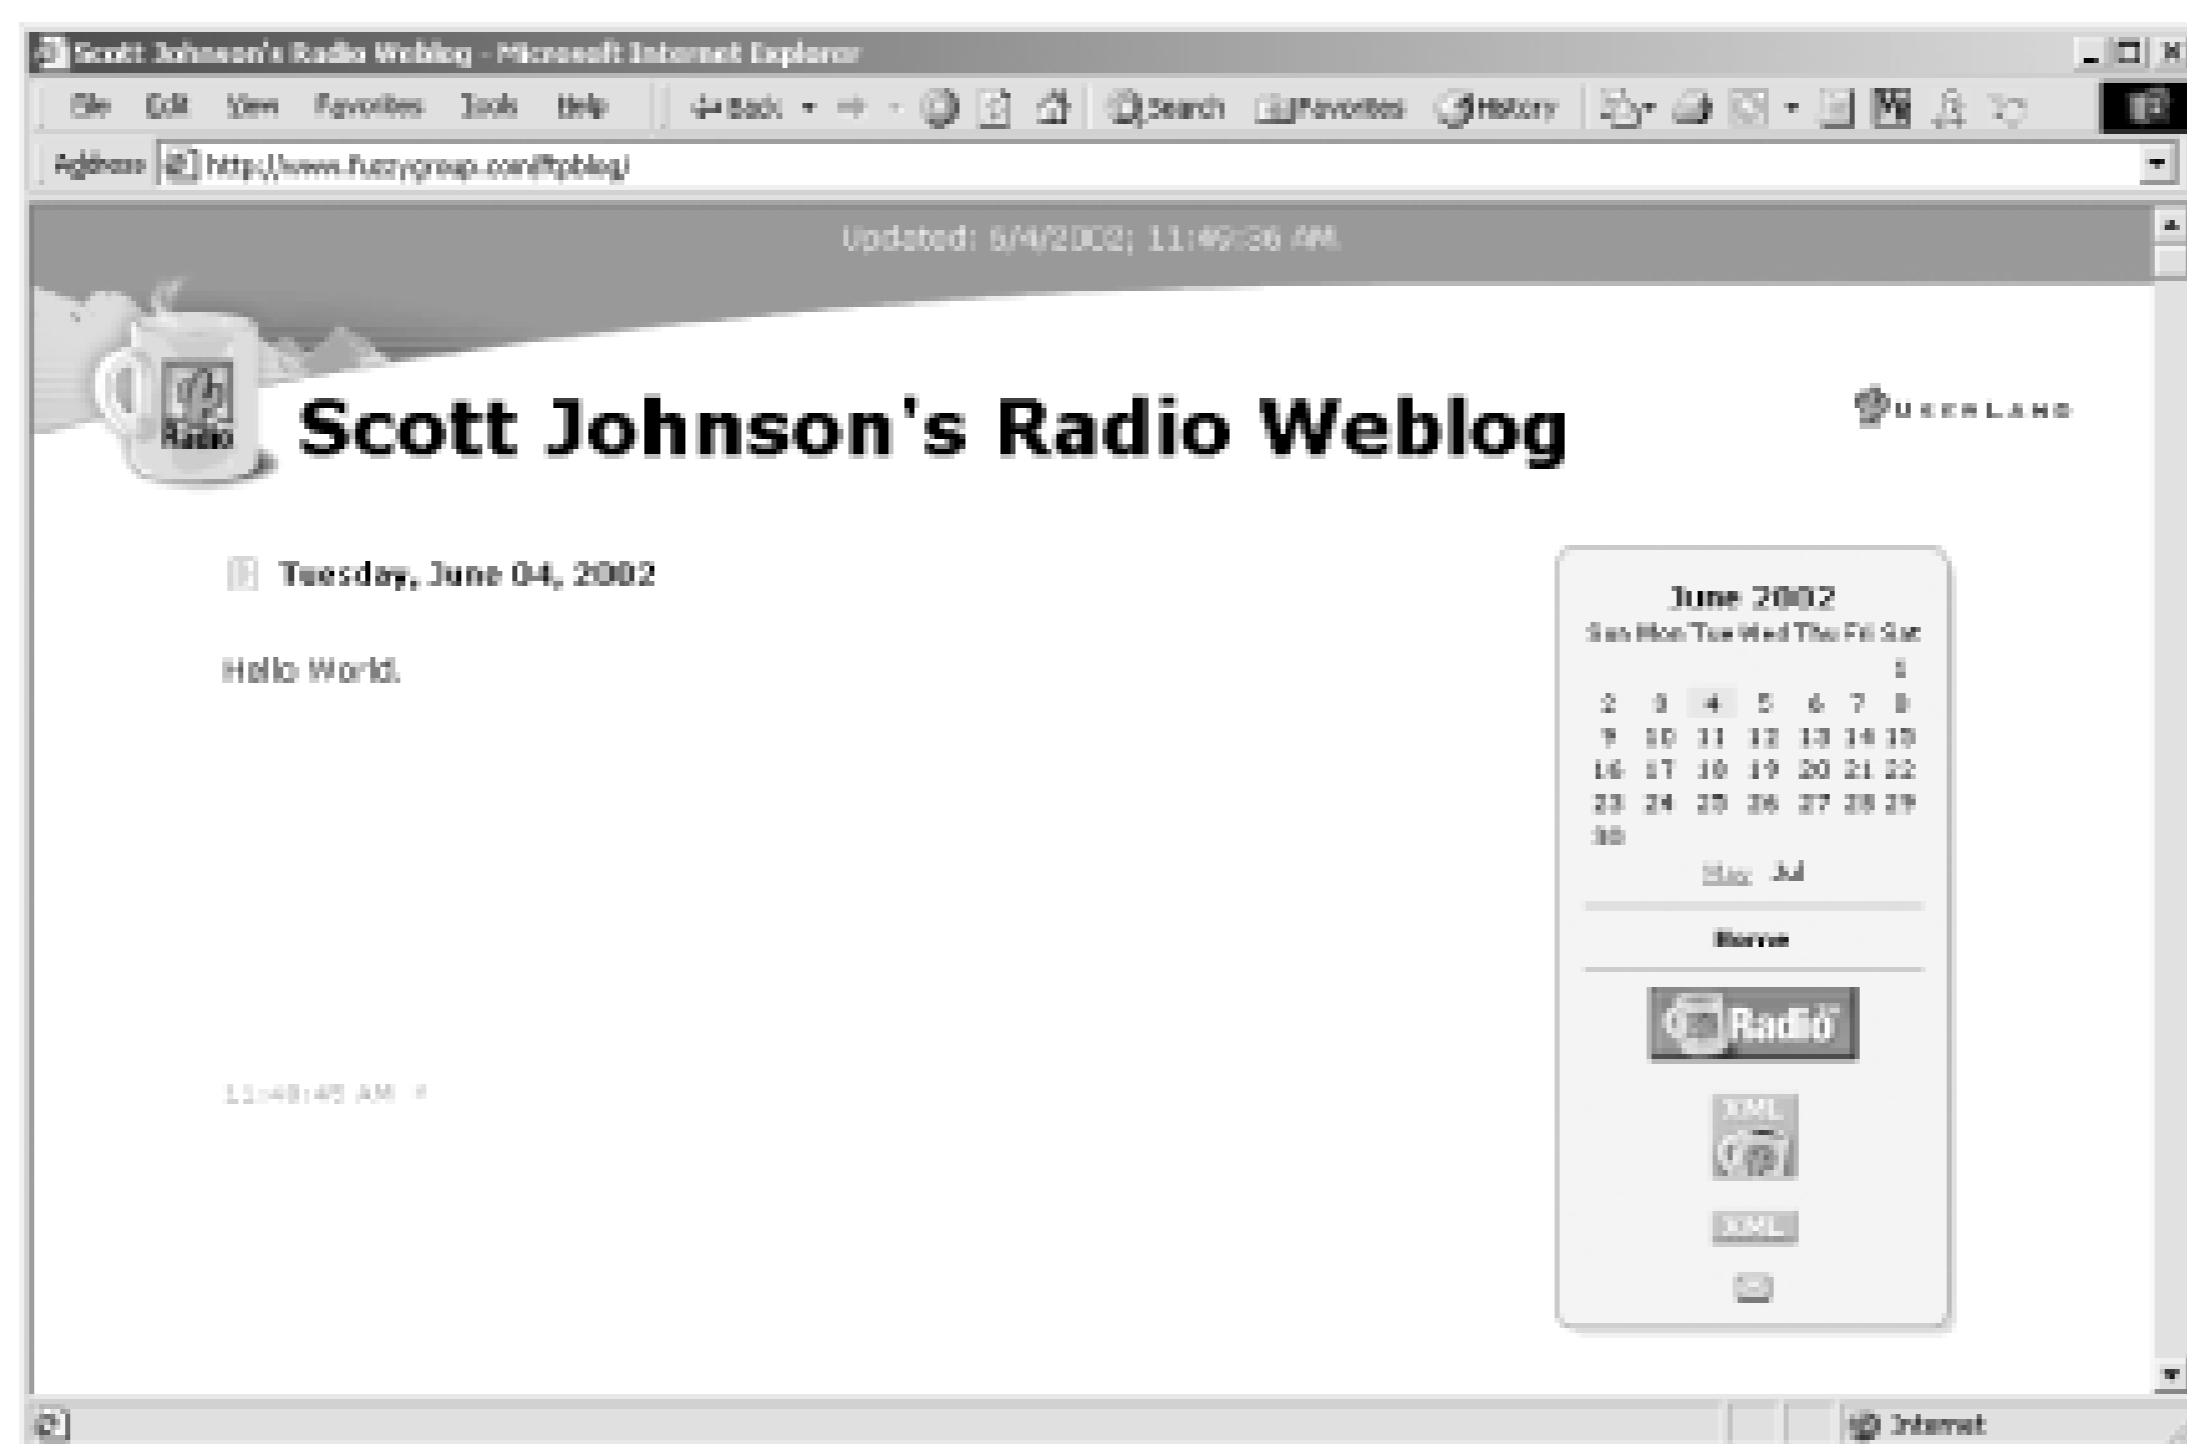 Scott Johnson's Radio Weblog - Microsoft Internet Explorer
File Edit View Favorites Tools Help Back Search Favorites History
Address http://www.fuzzygroup.com/ftpblog/
Updated: 6/4/2002; 11:49:36 AM.
Radio
Scott Johnson's Radio Weblog
USERLAND
Tuesday, June 04, 2002
Hello World.
11:48:45 AM #
June 2002
Sun Mon Tue Wed Thu Fri Sat
1
2 3 4 5 6 7 8
9 10 11 12 13 14 15
16 17 18 19 20 21 22
23 24 25 26 27 28 29
30
May Jul
Home
Radio
XML
XML
Internet